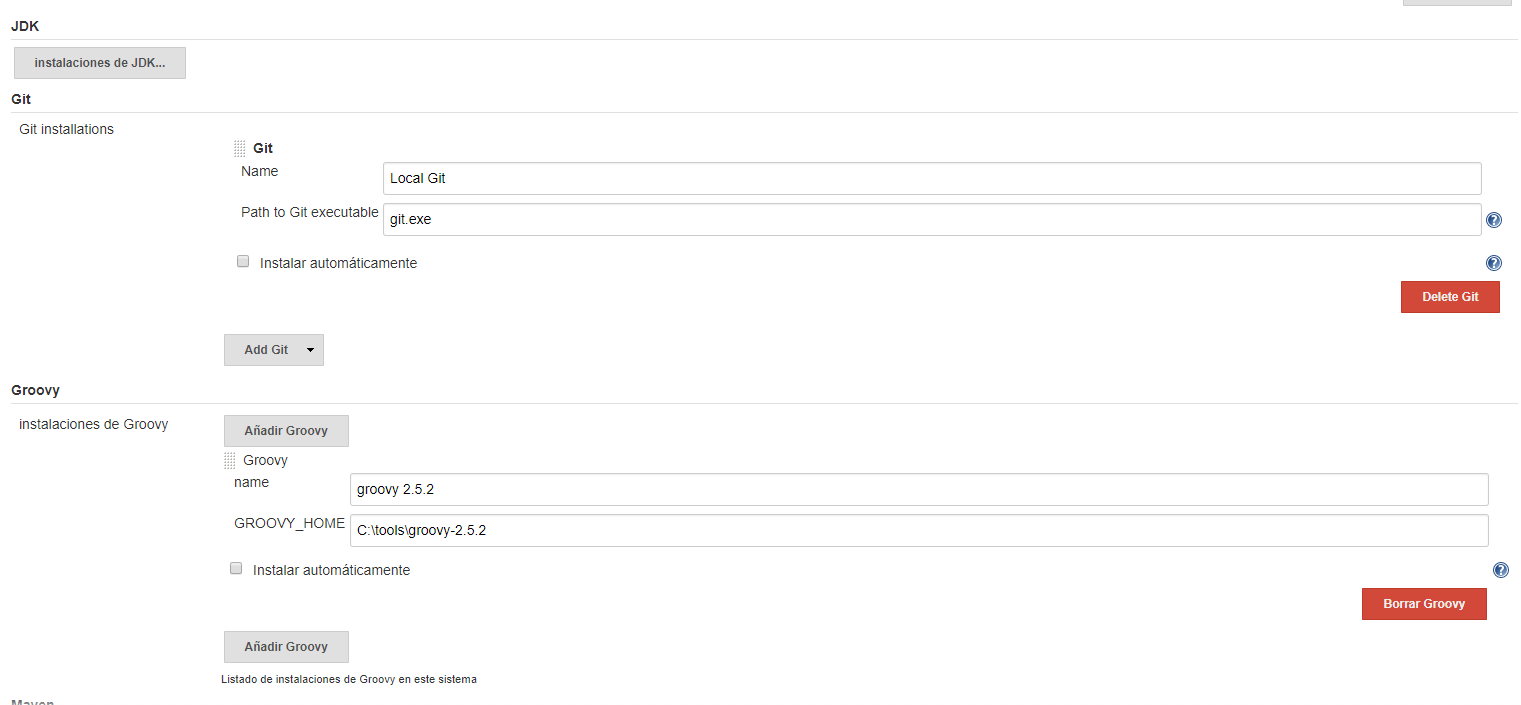 JDK
instalaciones de JDK...
Git
Git installations
Git
Name
Local Git
Path to Git executable
git.exe
Instalar automáticamente
Delete Git
Add Git
Groovy
instalaciones de Groovy
Añadir Groovy
Groovy
name
groovy 2.5.2
GROOVY_HOME
C:\tools\groovy-2.5.2
Instalar automáticamente
Borrar Groovy
Añadir Groovy
Listado de instalaciones de Groovy en este sistema
Maven